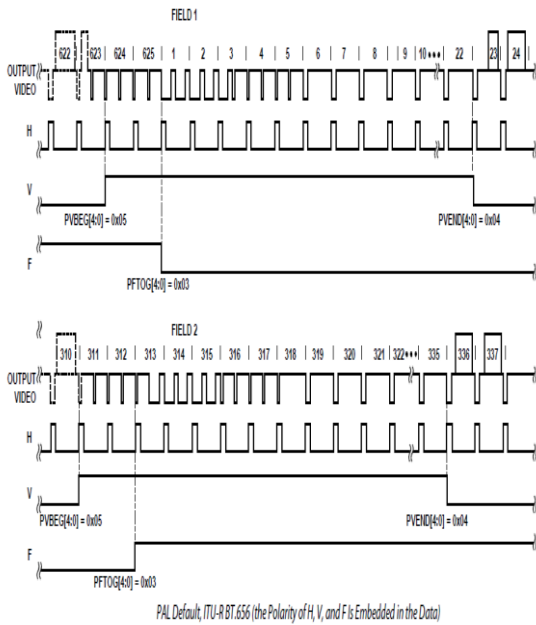 FIELD 1
622 623 624 625 1 2 3 4 5 6 7 8 9 10 22 23 24
OUTPUT
VIDEO
H
V
PVBEG[4:0] = 0x05
PVEND[4:0] = 0x04
F
PFTOG[4:0] = 0x03
FIELD 2
310 311 312 313 314 315 316 317 318 319 320 321 322 335 336 337
OUTPUT
VIDEO
H
V
PVBEG[4:0] = 0x05
PVEND[4:0] = 0x04
F
PFTOG[4:0] = 0x03
PAL Default, ITU-R BT.656 (the Polarity of H, V, and F Is Embedded in the Data)